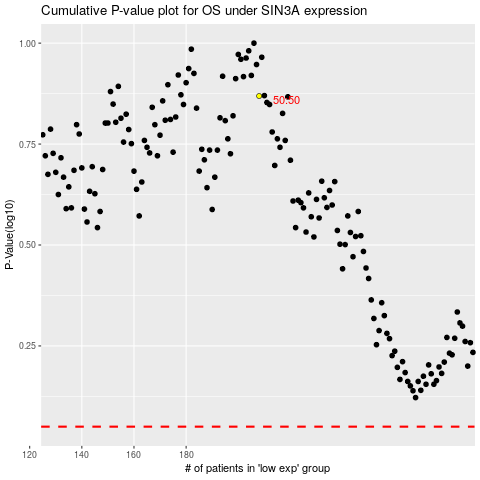 Cumulative P-value plot for OS under SIN3A expression
1.00
0.75
0.50
0.25
P-Value(log10)
50:50
120 140 160 180
# of patients in 'low exp' group